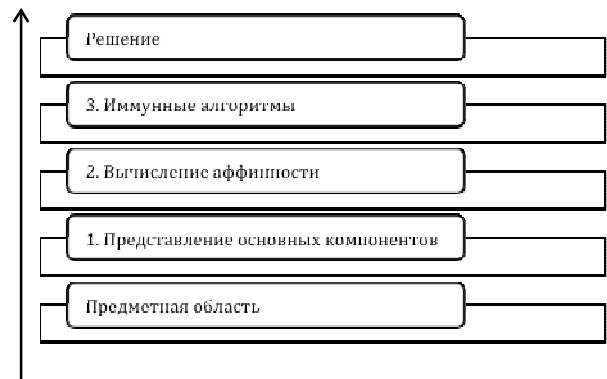 Решение
3. Иммунные алгоритмы
2. Вычисление аффинности
1. Представление основных компонентов
Предметная область